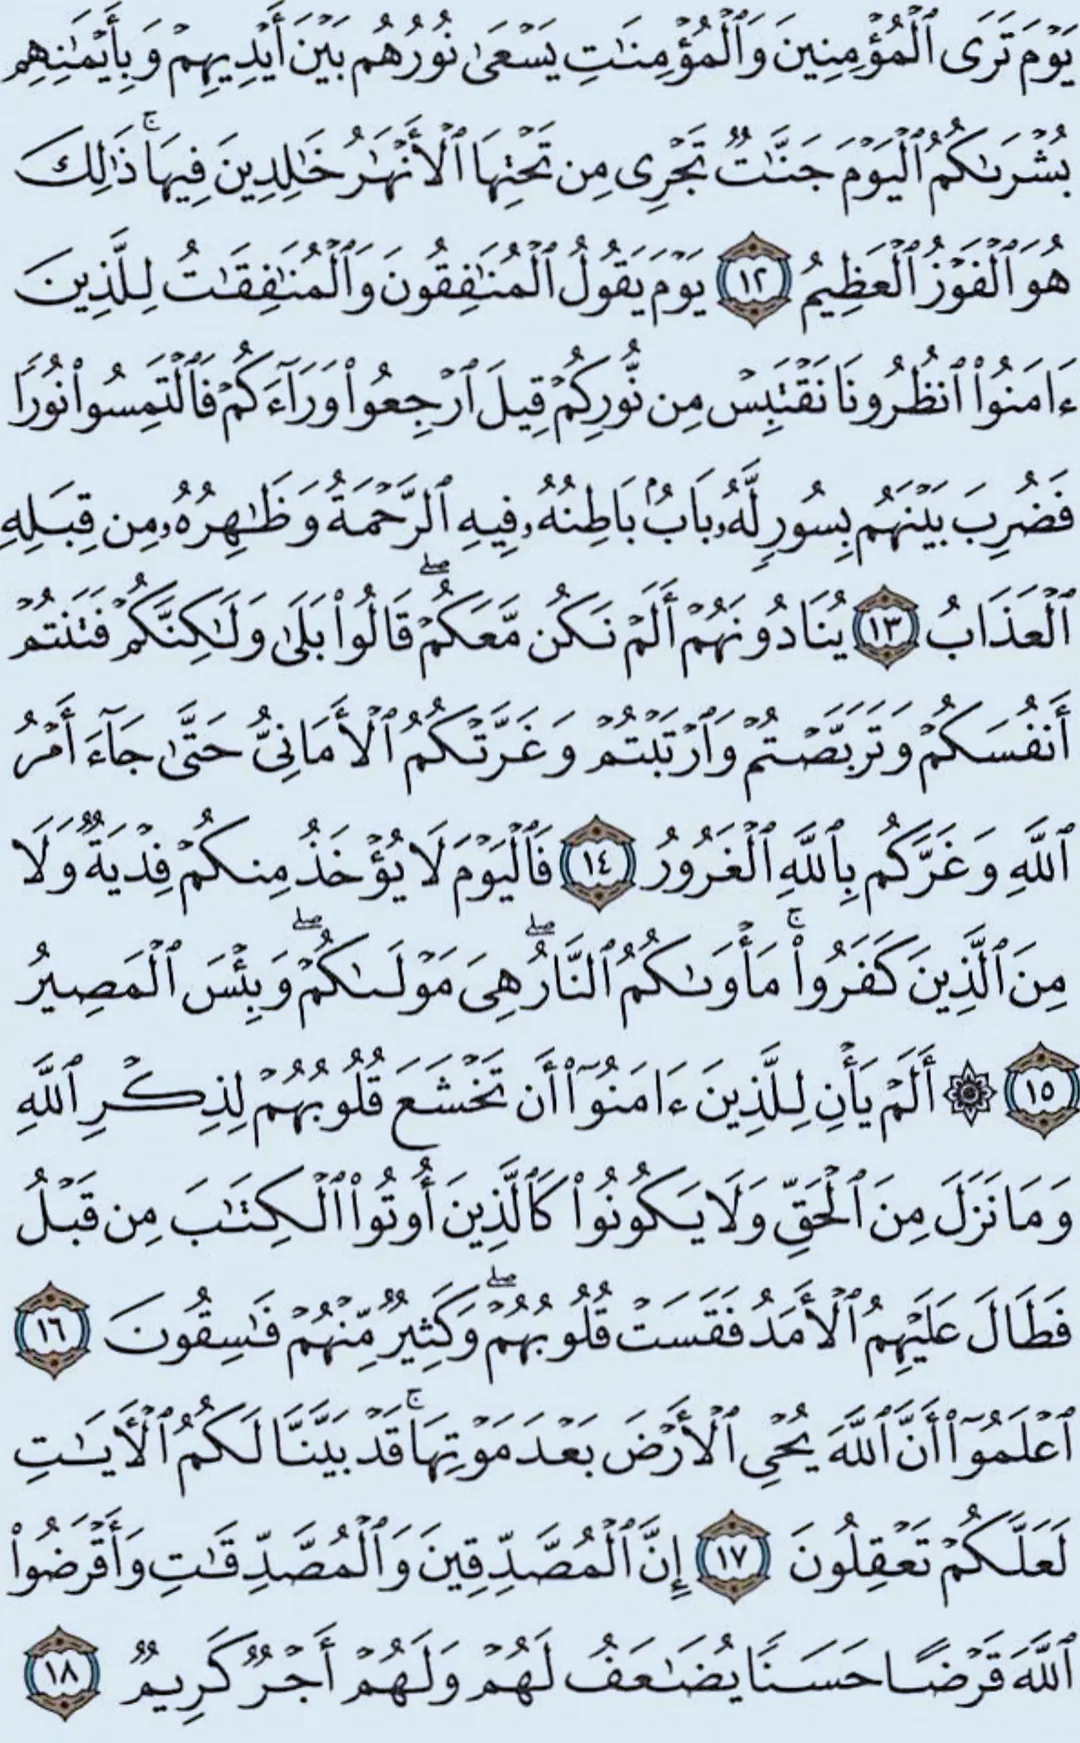 يَوْمَ تَرَى ٱلْمُؤْمِنِينَ وَٱلْمُؤْمِنَـٰتِ يَسْعَىٰ نُورُهُم بَيْنَ أَيْدِيهِمْ وَبِأَيْمَـٰنِهِم
بُشْرَىٰكُمُ ٱلْيَوْمَ جَنَّـٰتٌ تَجْرِى مِن تَحْتِهَا ٱلْأَنْهَـٰرُ خَـٰلِدِينَ فِيهَا ۚ ذَٰلِكَ
هُوَ ٱلْفَوْزُ ٱلْعَظِيمُ ١٢ يَوْمَ يَقُولُ ٱلْمُنَـٰفِقُونَ وَٱلْمُنَـٰفِقَـٰتُ لِلَّذِينَ
ءَامَنُوا۟ ٱنظُرُونَا نَقْتَبِسْ مِن نُّورِكُمْ قِيلَ ٱرْجِعُوا۟ وَرَآءَكُمْ فَٱلْتَمِسُوا۟ نُورًا
فَضُرِبَ بَيْنَهُم بِسُورٍ لَّهُۥ بَابٌۢ بَاطِنُهُۥ فِيهِ ٱلرَّحْمَةُ وَظَـٰهِرُهُۥ مِن قِبَلِهِ
ٱلْعَذَابُ ١٣ يُنَادُونَهُمْ أَلَمْ نَكُن مَّعَكُمْ ۖ قَالُوا۟ بَلَىٰ وَلَـٰكِنَّكُمْ فَتَنتُمْ
أَنفُسَكُمْ وَتَرَبَّصْتُمْ وَٱرْتَبْتُمْ وَغَرَّتْكُمُ ٱلْأَمَانِىُّ حَتَّىٰ جَآءَ أَمْرُ
ٱللَّهِ وَغَرَّكُم بِٱللَّهِ ٱلْغَرُورُ ١٤ فَٱلْيَوْمَ لَا يُؤْخَذُ مِنكُمْ فِدْيَةٌ وَلَا
مِنَ ٱلَّذِينَ كَفَرُوا۟ ۚ مَأْوَىٰكُمُ ٱلنَّارُ ۖ هِىَ مَوْلَىٰكُمْ ۖ وَبِئْسَ ٱلْمَصِيرُ
١٥ ۞ أَلَمْ يَأْنِ لِلَّذِينَ ءَامَنُوٓا۟ أَن تَخْشَعَ قُلُوبُهُمْ لِذِكْرِ ٱللَّهِ
وَمَا نَزَلَ مِنَ ٱلْحَقِّ وَلَا يَكُونُوا۟ كَٱلَّذِينَ أُوتُوا۟ ٱلْكِتَـٰبَ مِن قَبْلُ
فَطَالَ عَلَيْهِمُ ٱلْأَمَدُ فَقَسَتْ قُلُوبُهُمْ ۖ وَكَثِيرٌ مِّنْهُمْ فَـٰسِقُونَ ١٦
ٱعْلَمُوٓا۟ أَنَّ ٱللَّهَ يُحْىِ ٱلْأَرْضَ بَعْدَ مَوْتِهَا ۚ قَدْ بَيَّنَّا لَكُمُ ٱلْـَٔايَـٰتِ
لَعَلَّكُمْ تَعْقِلُونَ ١٧ إِنَّ ٱلْمُصَّدِّقِينَ وَٱلْمُصَّدِّقَـٰتِ وَأَقْرَضُوا۟
ٱللَّهَ قَرْضًا حَسَنًا يُضَـٰعَفُ لَهُمْ وَلَهُمْ أَجْرٌ كَرِيمٌ ١٨